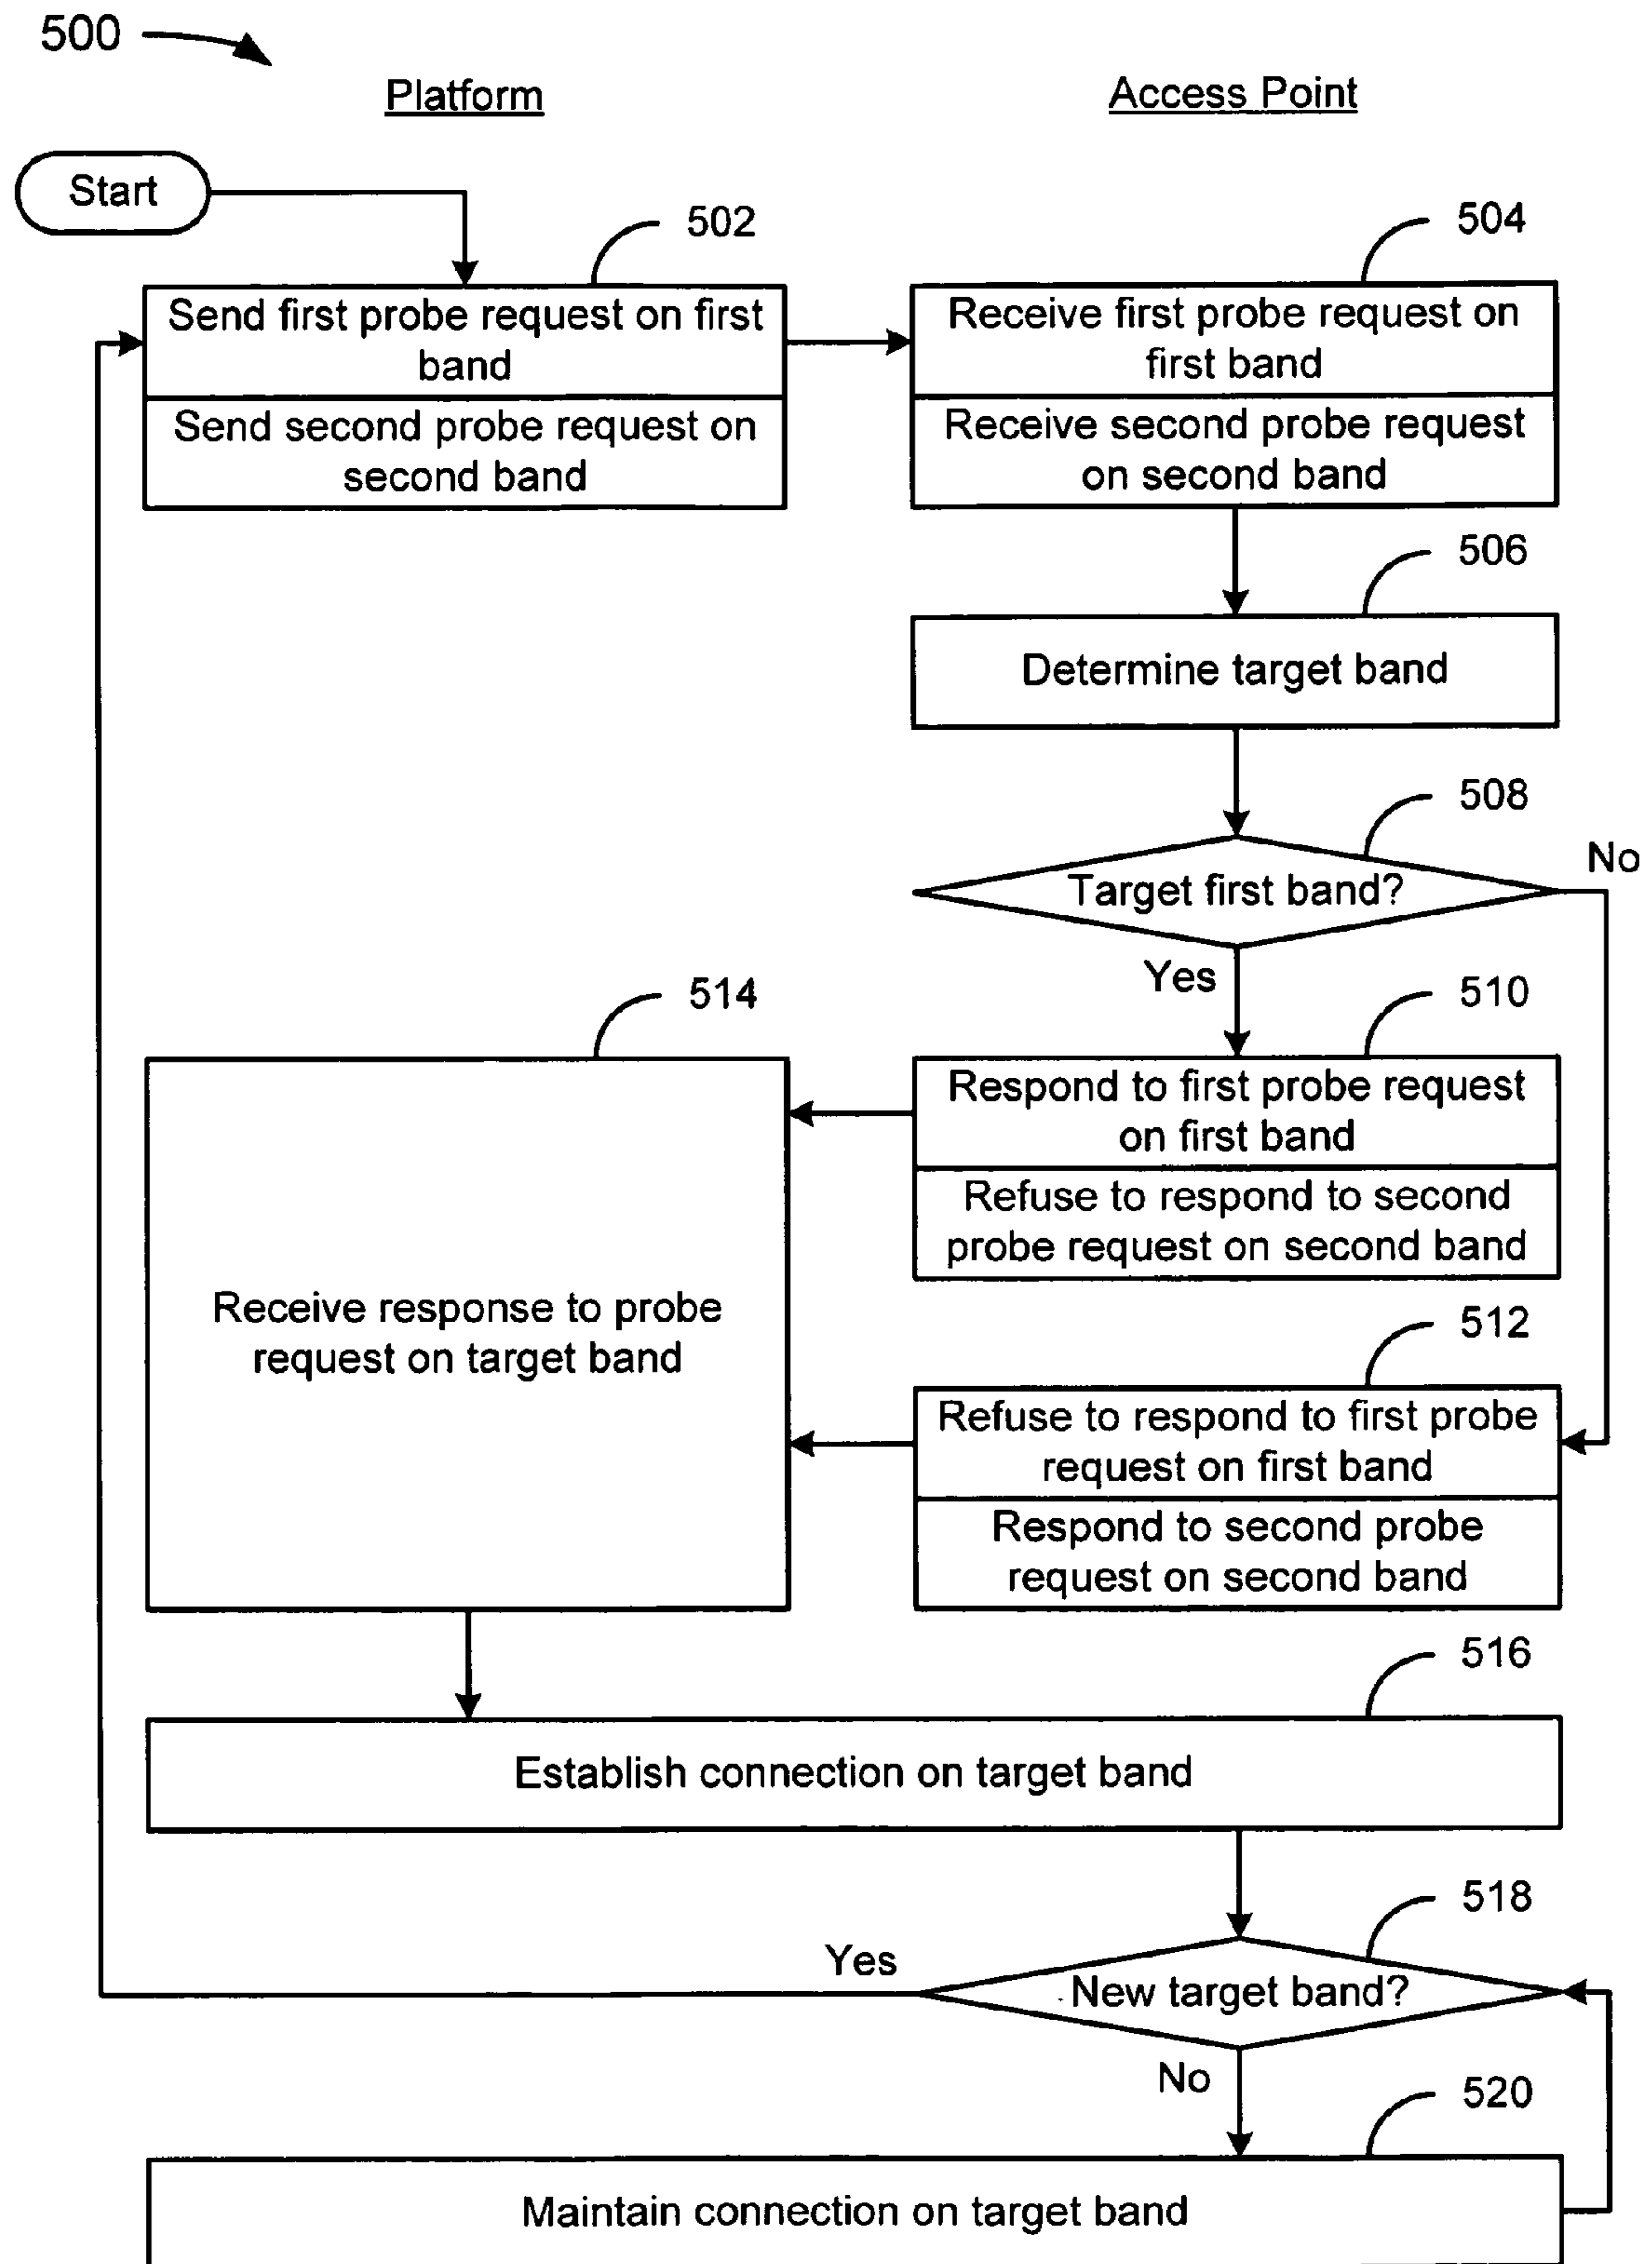 500
Platform
Access Point
Start
502
504
Send first probe request on first
band
Send second probe request on
second band
Receive first probe request on
first band
Receive second probe request
on second band
506
Determine target band
508
Target first band?
No
Yes
514
510
Respond to first probe request
on first band
Refuse to respond to second
probe request on second band
Receive response to probe
request on target band
512
Refuse to respond to first probe
request on first band
Respond to second probe
request on second band
516
Establish connection on target band
518
Yes
New target band?
No
520
Maintain connection on target band